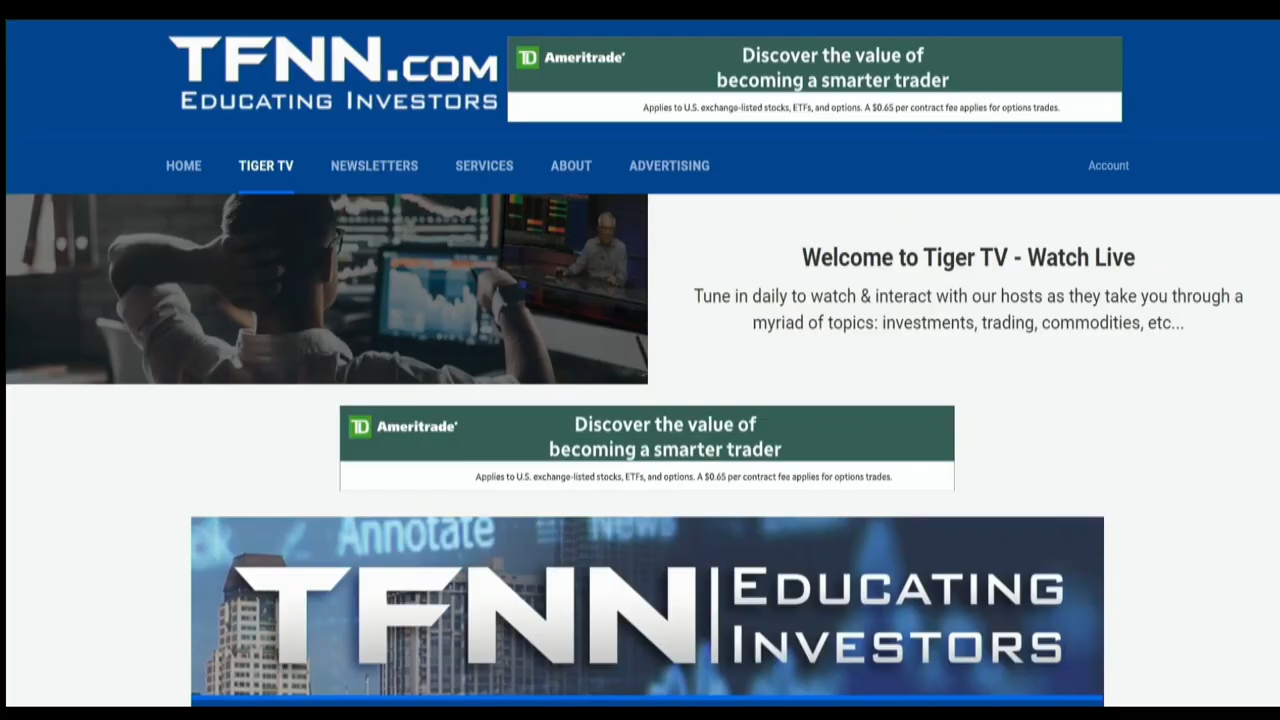 TFNN.COM
EDUCATING INVESTORS
TD Ameritrade
Discover the value of
becoming a smarter trader
Applies to U.S. exchange-listed stocks, ETFs, and options. A $0.65 per contract fee applies for options trades.
HOME TIGER TV NEWSLETTERS SERVICES ABOUT ADVERTISING Account
Welcome to Tiger TV - Watch Live
Tune in daily to watch & interact with our hosts as they take you through a
myriad of topics: investments, trading, commodities, etc...
TD Ameritrade
Discover the value of
becoming a smarter trader
Applies to U.S. exchange-listed stocks, ETFs, and options. A $0.65 per contract fee applies for options trades.
Annotate News
TFNN EDUCATING
INVESTORS